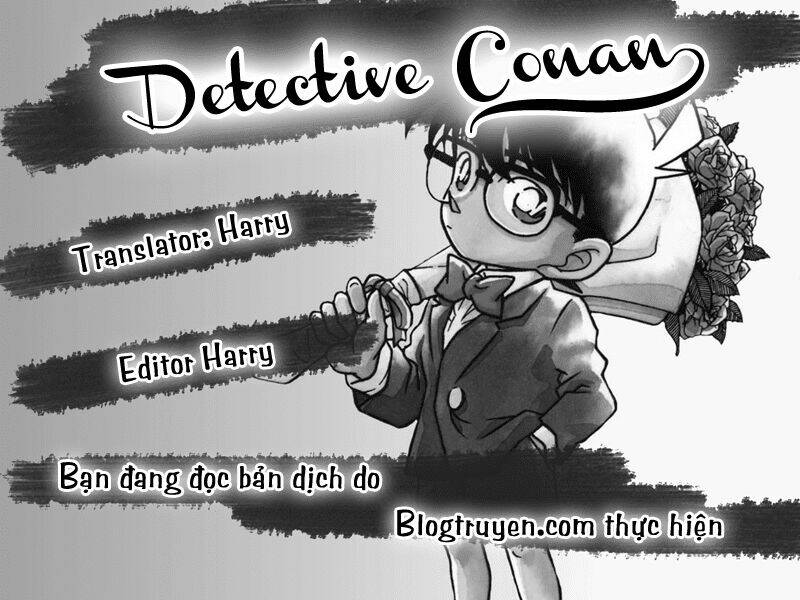 Detective Conan
Translator: Harry
Editor Harry
Bạn đang đọc bản dịch do
Blogtruyen.com thực hiện